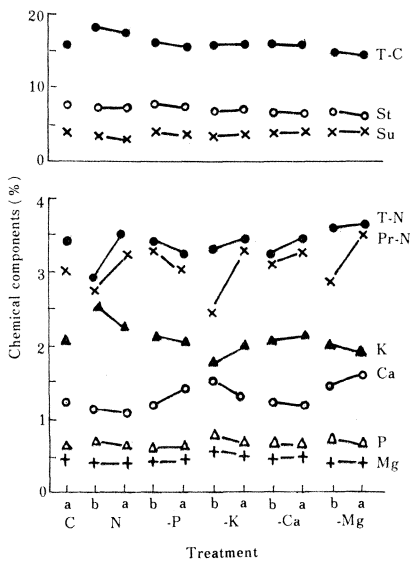 20
10
0
T-C
St
Su
Chemical components (%)
4
3
2
1
0
T-N
Pr-N
K
Ca
P
Mg
a b a b a b a b a b a
C N -P -K -Ca -Mg
Treatment